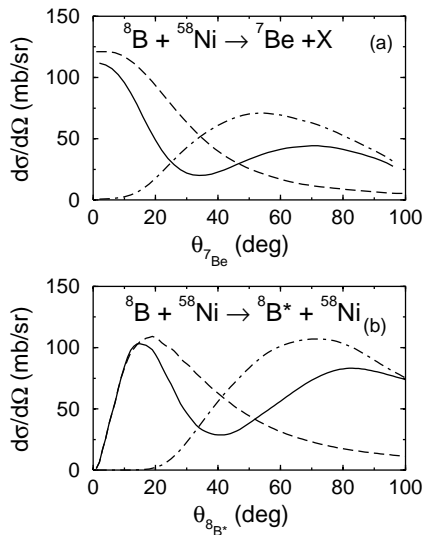 ⁸B + ⁵⁸Ni → ⁷Be +X (a)
150
100
50
0
dσ/dΩ (mb/sr)
0 20 40 60 80 100
θ₇Be (deg)
⁸B + ⁵⁸Ni → ⁸B* + ⁵⁸Ni (b)
150
100
50
0
dσ/dΩ (mb/sr)
0 20 40 60 80 100
θ₈B* (deg)